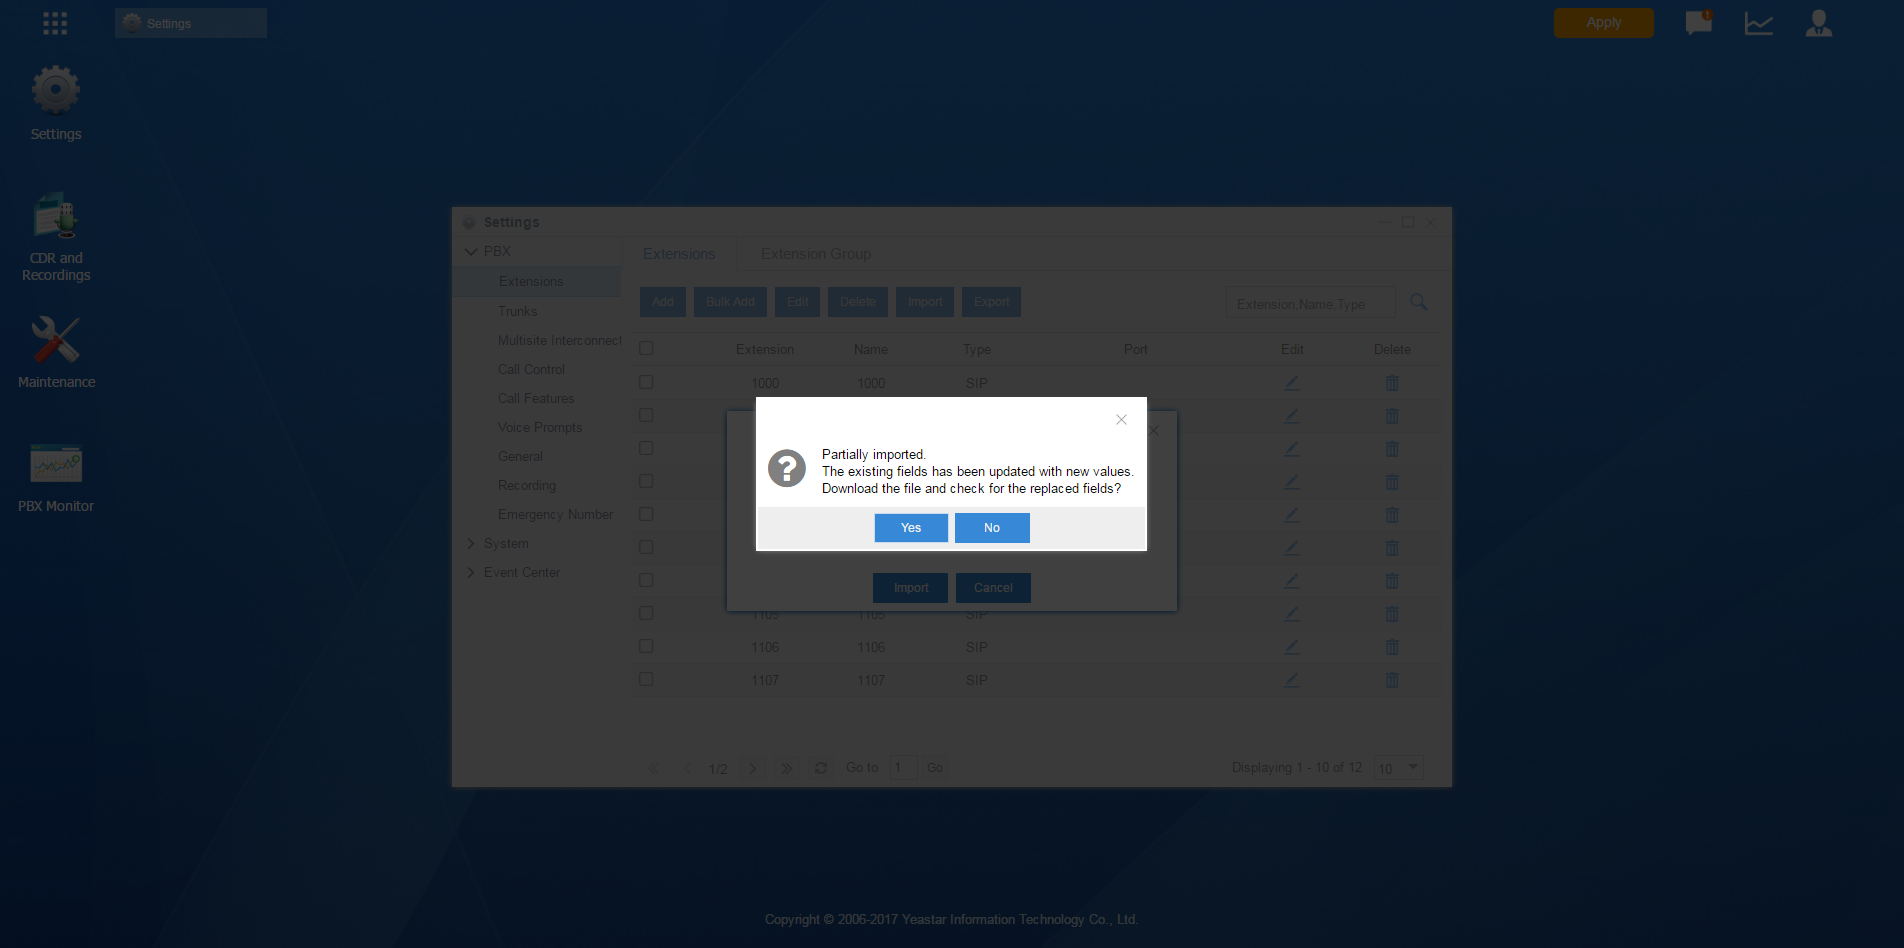 Settings
Apply
Settings
CDR and
Recordings
Maintenance
PBX Monitor
Settings
PBX
Extensions
Trunks
Multisite Interconnect
Call Control
Call Features
Voice Prompts
General
Recording
Emergency Number
System
Event Center
Extensions
Extension Group
Add
Bulk Add
Edit
Delete
Import
Export
Extension,Name,Type
Extension Name Type Port Edit Delete
1000 1000 SIP
Partially imported.
The existing fields has been updated with new values.
Download the file and check for the replaced fields?
Yes
No
Import
Cancel
1105 1105 SIP
1106 1106 SIP
1107 1107 SIP
1/2
Go to
1
Go
Displaying 1 - 10 of 12
10
Copyright © 2006-2017 Yeastar Information Technology Co., Ltd.